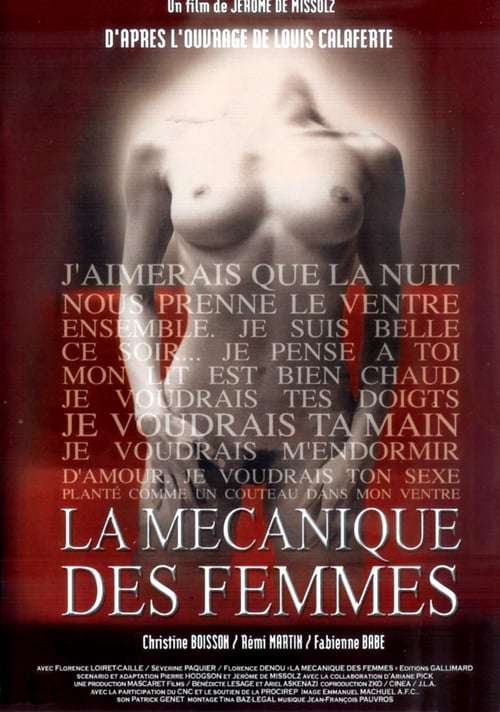 Un film de JEROME DE MISSOLZ
D'APRES L'OUVRAGE DE LOUIS CALAFERTE
J'AIMERAIS QUE LA NUIT
NOUS PRENNE LE VENTRE
ENSEMBLE. JE SUIS BELLE
CE SOIR... JE PENSE A TOI
MON LIT EST BIEN CHAUD
JE VOUDRAIS TES DOIGTS
JE VOUDRAIS TA MAIN
JE VOUDRAIS M'ENDORMIR
D'AMOUR. JE VOUDRAIS TON SEXE
PLANTÉ COMME UN COUTEAU DANS MON VENTRE
LA MECANIQUE
DES FEMMES
Christine BOISSON / Rémi MARTIN / Fabienne BABE
AVEC FLORENCE LOIRET-CAILLE / SÉVERINE PAQUIER / FLORENCE DENOU «LA MECANIQUE DES FEMMES» EDITIONS GALLIMARD
SCENARIO ET ADAPTATION PIERRE HODGSON ET JÉRÔME DE MISSOLZ AVEC LA COLLABORATION D'ARIANE PICK
UNE PRODUCTION MASCARET FILMS / BÉNÉDICTE LESAGE ET ARIEL ASKENAZI COPRODUCTION ZKO / CINEA / J.L.A.
AVEC LA PARTICIPATION DU CNC ET LE SOUTIEN DE LA PROCIREP IMAGE EMMANUEL MACHUEL A.F.C..
SON PATRICK GENET MONTAGE TINA BAZ-LEGAL MUSIQUE JEAN-FRANÇOIS PAUVROS